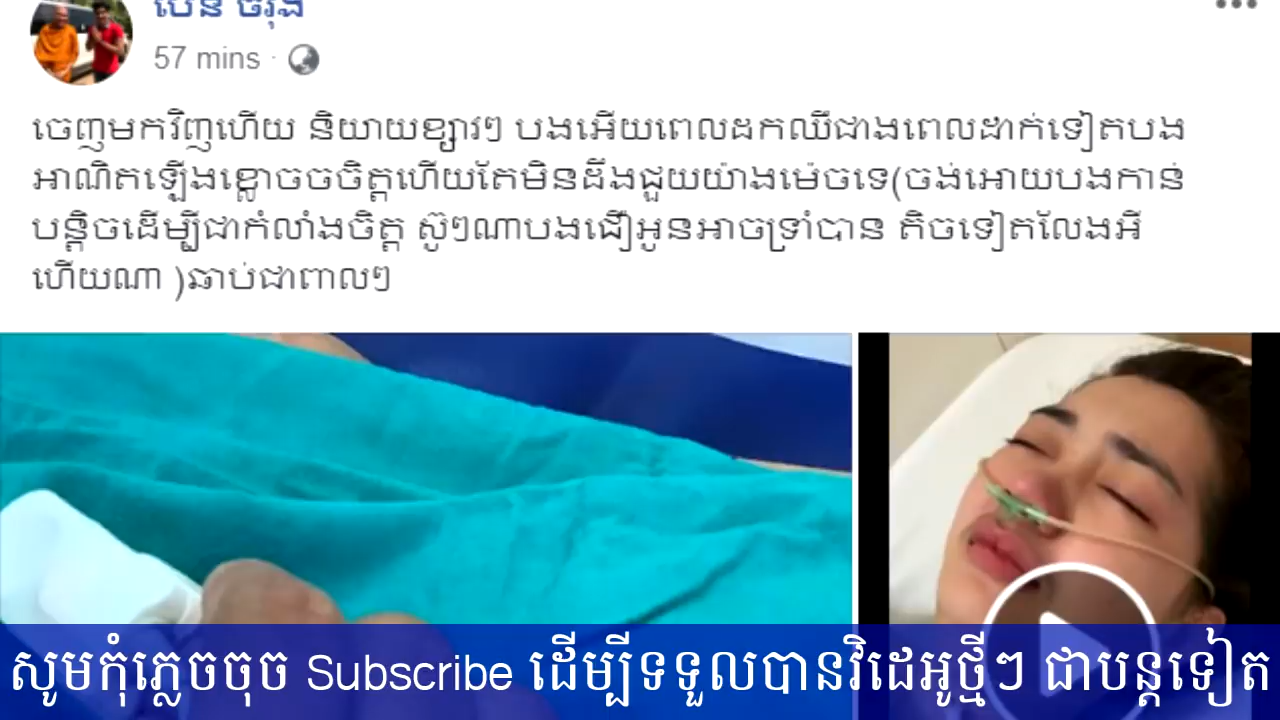 ប៊ែន ចំរ៉ុង
57 mins ·
ចេញមកវិញហើយ និយាយខ្សាវៗ បងអើយពេលដកឈឺជាងពេលដាក់ទៀតបង
អាណិតឡើងខ្លោចចចិត្តហើយតែមិនដឹងជួយយ៉ាងម៉េចទេ(ចង់អោយបងកាន់
បន្តិចដើម្បីជាកំលាំងចិត្ត ស៊ូៗណាបងជឿអូនអាចទ្រាំបាន តិចទៀតលែងអី
ហើយណា )ឆាប់ជាពាលៗ
សូមកុំភ្លេចចុច Subscribe ដើម្បីទទួលបានវិដេអូថ្មីៗ ជាបន្តទៀត